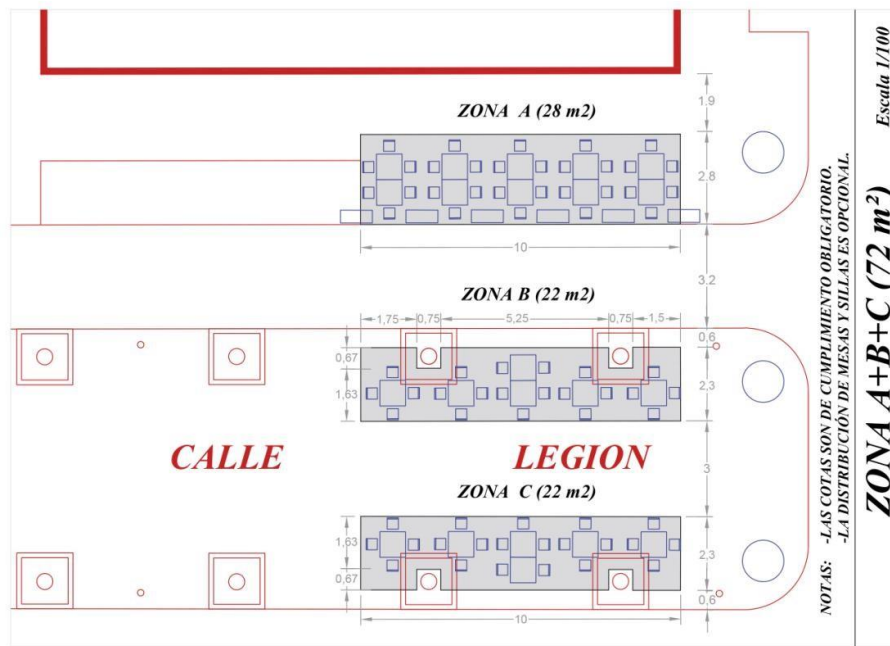 ZONA A (28 m2)
1.9
2.8
10
3.2
ZONA B (22 m2)
1,75
0,75
5,25
0,75
1,5
0,6
0,67
1,63
2,3
CALLE LEGION
3
ZONA C (22 m2)
1,63
0,67
2,3
0,6
10
NOTAS: -LAS COTAS SON DE CUMPLIMIENTO OBLIGATORIO.
-LA DISTRIBUCIÓN DE MESAS Y SILLAS ES OPCIONAL.
ZONA A+B+C (72 m²)
Escala 1/100